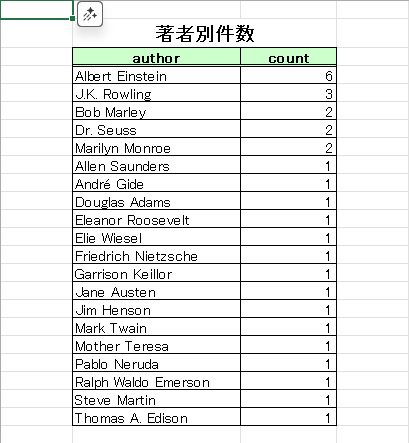 著者別件数
author count
Albert Einstein 6
J.K. Rowling 3
Bob Marley 2
Dr. Seuss 2
Marilyn Monroe 2
Allen Saunders 1
André Gide 1
Douglas Adams 1
Eleanor Roosevelt 1
Elie Wiesel 1
Friedrich Nietzsche 1
Garrison Keillor 1
Jane Austen 1
Jim Henson 1
Mark Twain 1
Mother Teresa 1
Pablo Neruda 1
Ralph Waldo Emerson 1
Steve Martin 1
Thomas A. Edison 1